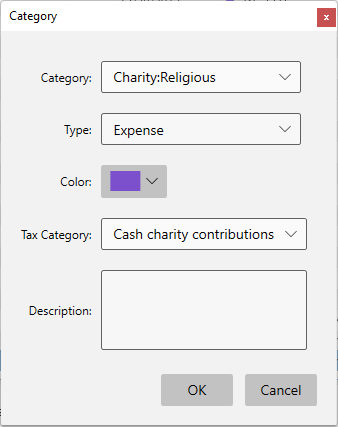 Category
x
Category: Charity:Religious
Type: Expense
Color:
Tax Category: Cash charity contributions
Description:
OK Cancel